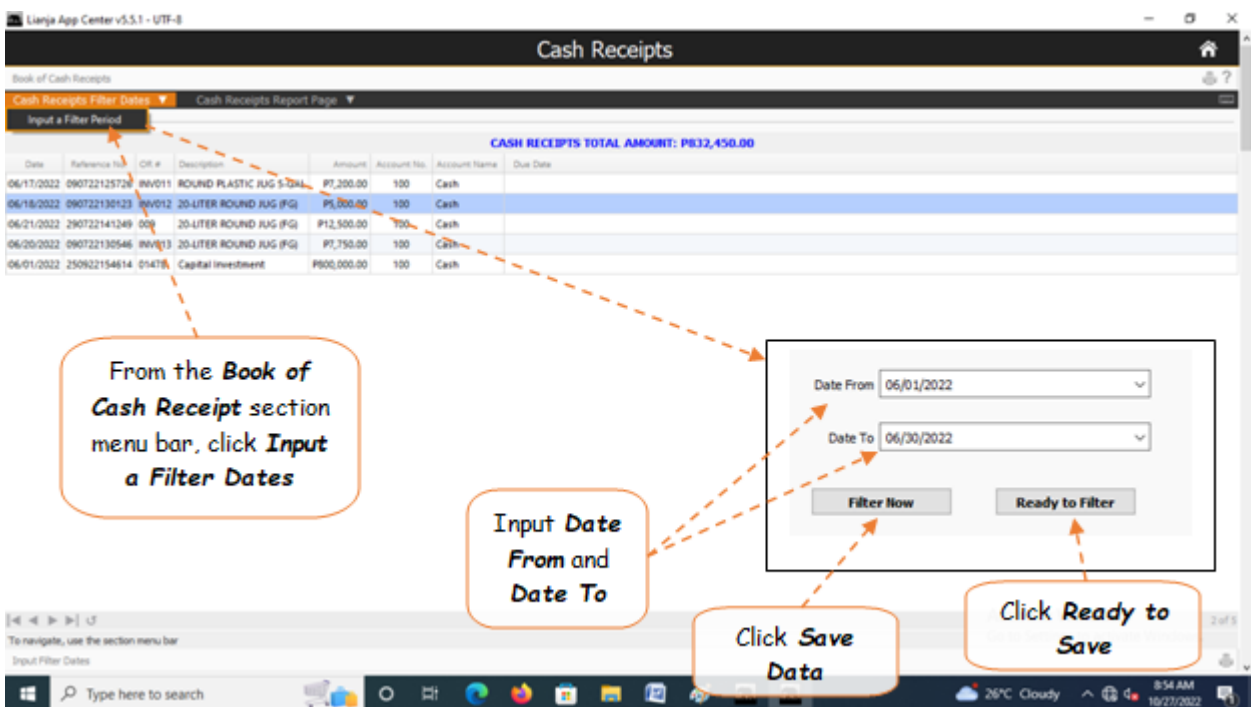 Lianja App Center v5.5.1 - UTF-8
Cash Receipts
Book of Cash Receipts
?
Cash Receipts Filter Dates ▼ Cash Receipts Report Page ▼
Input a Filter Period
CASH RECEIPTS TOTAL AMOUNT: P832,450.00
Date Reference No. OR # Description Amount Account No. Account Name Due Date
06/17/2022 090722125726 INV011 ROUND PLASTIC JUG 5-GAL P7,200.00 100 Cash
06/18/2022 090722130123 INV012 20-LITER ROUND JUG (FG) P5,000.00 100 Cash
06/21/2022 290722141249 009 20-LITER ROUND JUG (FG) P12,500.00 100 Cash
06/20/2022 090722130546 INV013 20-LITER ROUND JUG (FG) P7,750.00 100 Cash
06/01/2022 250922154614 01478 Capital Investment P800,000.00 100 Cash
From the Book of
Cash Receipt section
menu bar, click Input
a Filter Dates
Date From 06/01/2022
Date To 06/30/2022
Filter Now Ready to Filter
Input Date
From and
Date To
Click Save
Data
Click Ready to
Save
2 of 5
To navigate, use the section menu bar
Input Filter Dates
Type here to search
26°C Cloudy
8:54 AM
10/27/2022